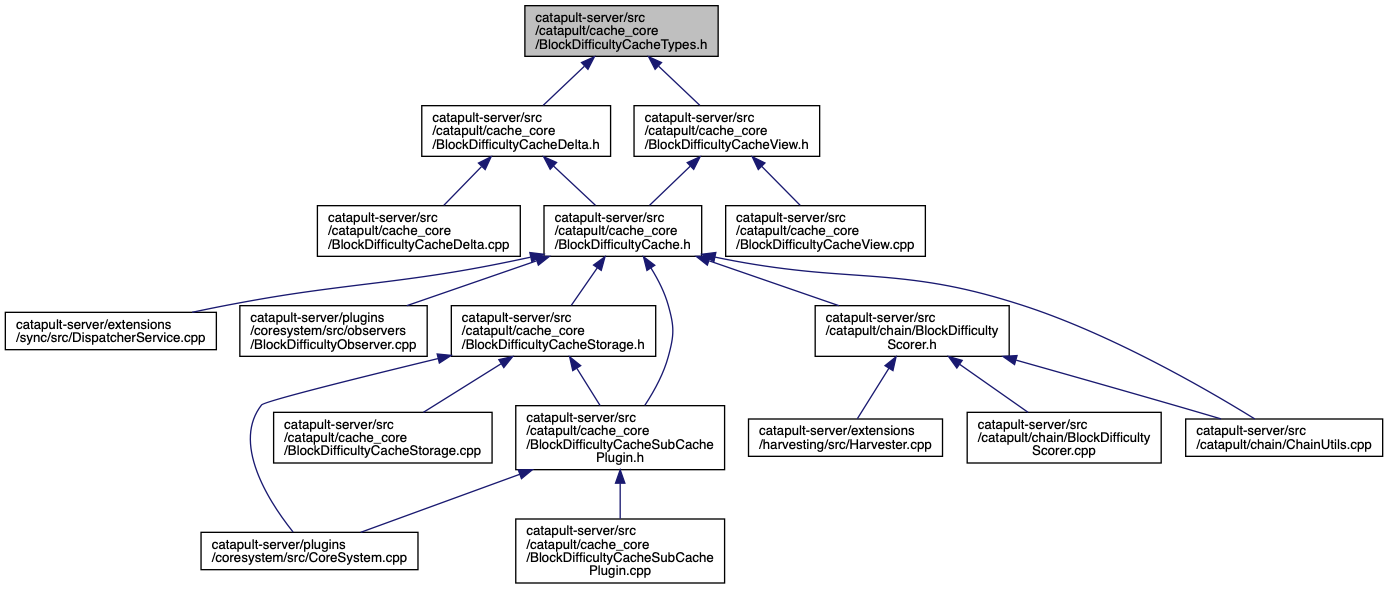 catapult-server/src
/catapult/cache_core
/BlockDifficultyCacheTypes.h
catapult-server/src
/catapult/cache_core
/BlockDifficultyCacheDelta.h
catapult-server/src
/catapult/cache_core
/BlockDifficultyCacheView.h
catapult-server/src
/catapult/cache_core
/BlockDifficultyCacheDelta.cpp
catapult-server/src
/catapult/cache_core
/BlockDifficultyCache.h
catapult-server/src
/catapult/cache_core
/BlockDifficultyCacheView.cpp
catapult-server/extensions
/sync/src/DispatcherService.cpp
catapult-server/plugins
/coresystem/src/observers
/BlockDifficultyObserver.cpp
catapult-server/src
/catapult/cache_core
/BlockDifficultyCacheStorage.h
catapult-server/src
/catapult/chain/BlockDifficulty
Scorer.h
catapult-server/src
/catapult/cache_core
/BlockDifficultyCacheStorage.cpp
catapult-server/src
/catapult/cache_core
/BlockDifficultyCacheSubCache
Plugin.h
catapult-server/extensions
/harvesting/src/Harvester.cpp
catapult-server/src
/catapult/chain/BlockDifficulty
Scorer.cpp
catapult-server/src
/catapult/chain/ChainUtils.cpp
catapult-server/plugins
/coresystem/src/CoreSystem.cpp
catapult-server/src
/catapult/cache_core
/BlockDifficultyCacheSubCache
Plugin.cpp